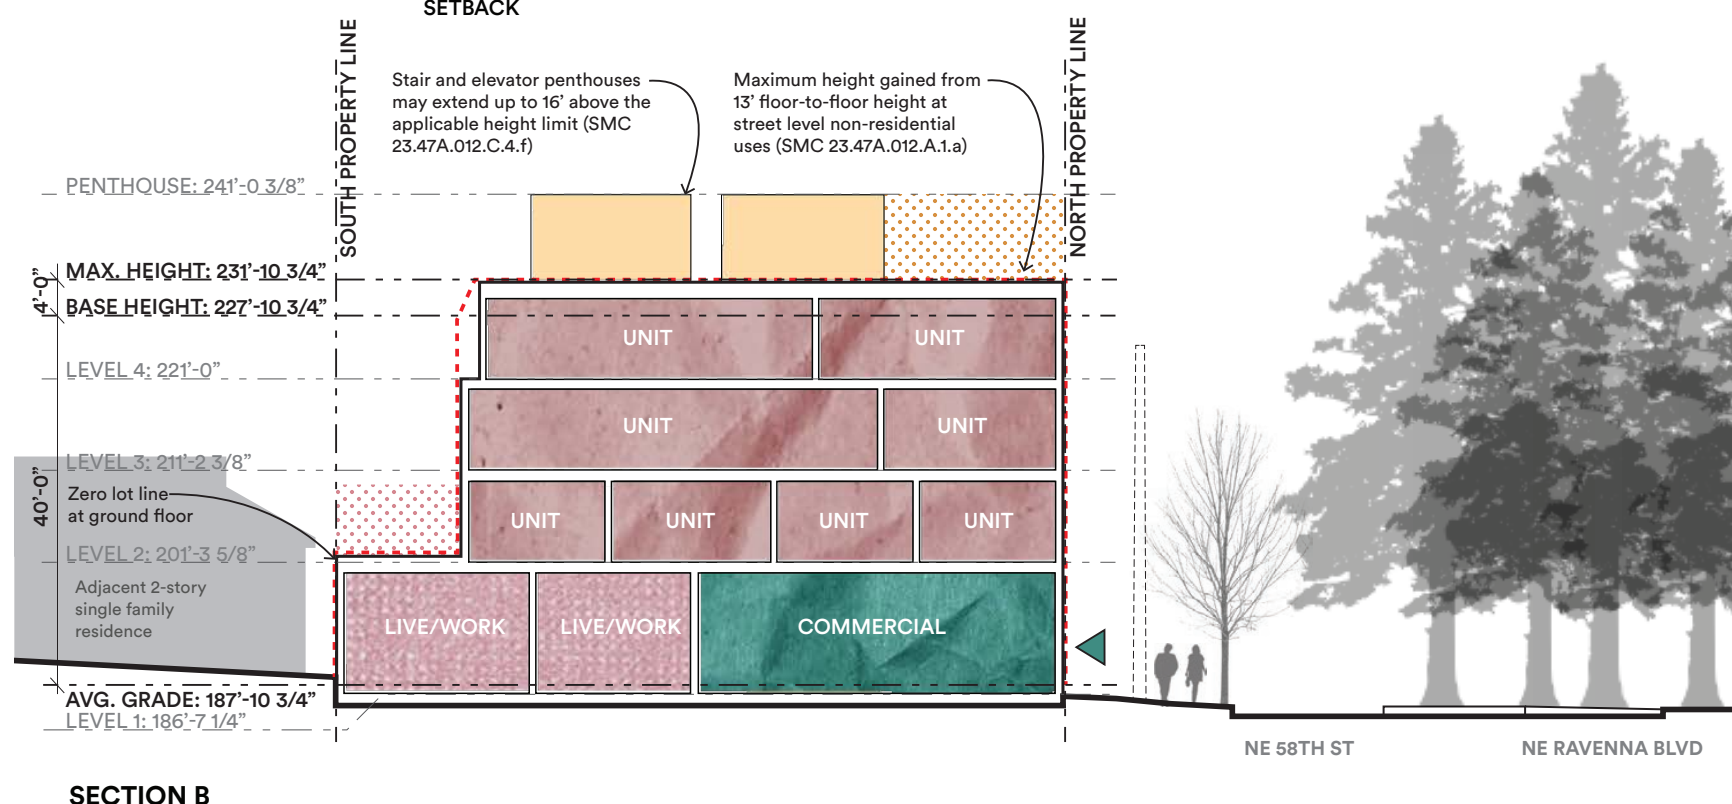 SETBACK
SOUTH PROPERTY LINE
NORTH PROPERTY LINE
Stair and elevator penthouses
may extend up to 16’ above the
applicable height limit (SMC
23.47A.012.C.4.f)
Maximum height gained from
13’ floor-to-floor height at
street level non-residential
uses (SMC 23.47A.012.A.1.a)
PENTHOUSE: 241’-0 3/8”
MAX. HEIGHT: 231’-10 3/4”
4’-0”
BASE HEIGHT: 227’-10 3/4”
UNIT
UNIT
LEVEL 4: 221’-0”
UNIT
UNIT
LEVEL 3: 211’-2 3/8”
40’-0”
Zero lot line
at ground floor
UNIT
UNIT
UNIT
UNIT
LEVEL 2: 201’-3 5/8”
Adjacent 2-story
single family
residence
LIVE/WORK
LIVE/WORK
COMMERCIAL
AVG. GRADE: 187’-10 3/4”
LEVEL 1: 186’-7 1/4”
NE 58TH ST
NE RAVENNA BLVD
SECTION B